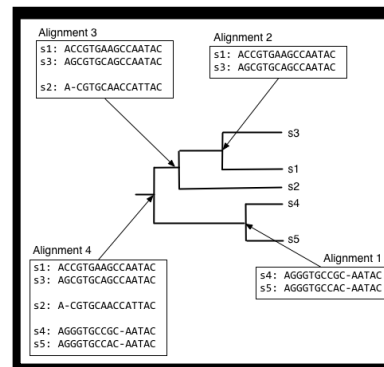 Alignment 3
s1: ACCGTGAAGCCAATAC
s3: AGCGTGCAGCCAATAC
s2: A-CGTGCAACCATTAC
Alignment 2
s1: ACCGTGAAGCCAATAC
s3: AGCGTGCAGCCAATAC
s3
s1
s2
s4
s5
Alignment 4
s1: ACCGTGAAGCCAATAC
s3: AGCGTGCAGCCAATAC
s2: A-CGTGCAACCATTAC
s4: AGGGTGCCGC-AATAC
s5: AGGGTGCCAC-AATAC
Alignment 1
s4: AGGGTGCCGC-AATAC
s5: AGGGTGCCAC-AATAC